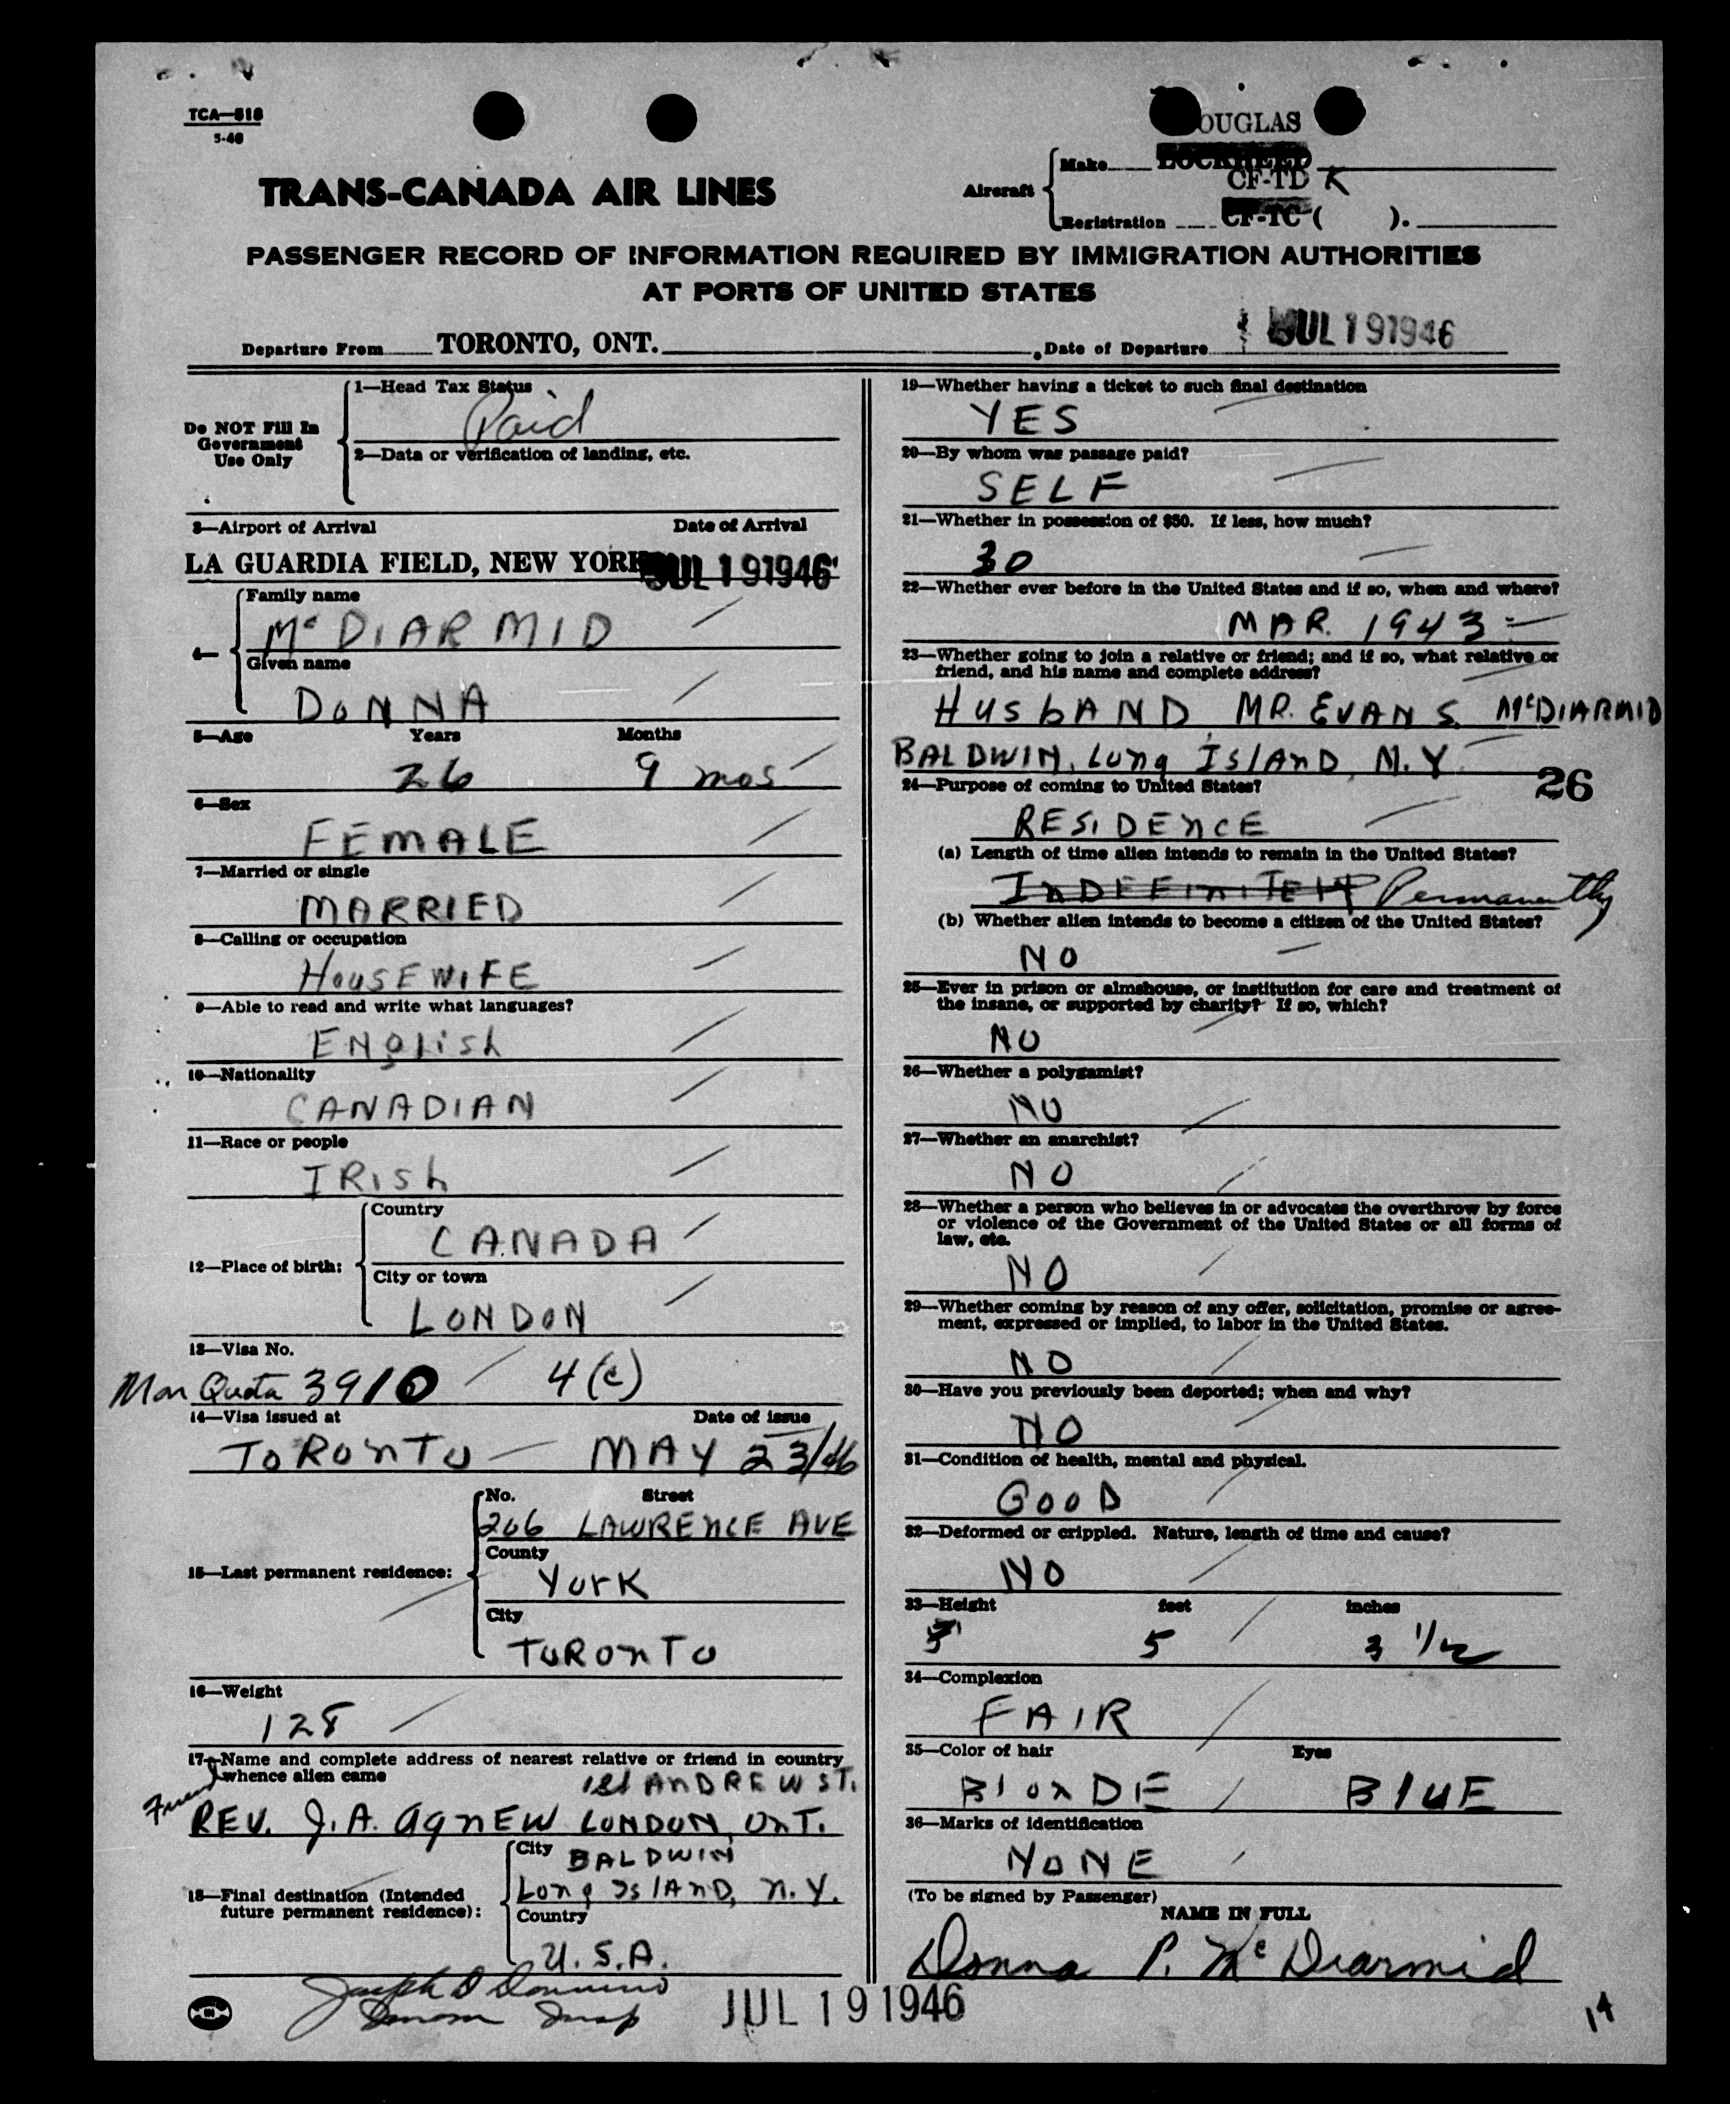 TCA—518
5-46
DOUGLAS
Make LOCKHEED
CF-TD K
Aircraft
Registration CF-TC ( ).
TRANS-CANADA AIR LINES
PASSENGER RECORD OF INFORMATION REQUIRED BY IMMIGRATION AUTHORITIES
AT PORTS OF UNITED STATES
Departure From TORONTO, ONT. Date of Departure JUL 19 1946
Do NOT Fill In
Government
Use Only
1—Head Tax Status
Paid
2—Data or verification of landing, etc.
3—Airport of Arrival Date of Arrival
LA GUARDIA FIELD, NEW YORK JUL 19 1946
4—
Family name
McDIARMID
Given name
DONNA
5—Age Years Months
26 9 mos
6—Sex
FEMALE
7—Married or single
MARRIED
8—Calling or occupation
HOUSEWIFE
9—Able to read and write what languages?
ENglish
10—Nationality
CANADIAN
11—Race or people
IRISh
12—Place of birth:
Country
CANADA
City or town
LONDON
13—Visa No.
Non Quota 3910 4(c)
14—Visa issued at Date of issue
TORONTO — MAY 23/46
15—Last permanent residence:
No. Street
206 LAWRENCE AVE
County
YORK
City
TORONTO
16—Weight
128
17—Name and complete address of nearest relative or friend in country
whence alien came
ANDREW ST.
Friend
REV. J.A. AgNEW LONDON, ONT.
18—Final destination (Intended
future permanent residence):
City BALDWIN
Long IslAND, N.Y.
Country
U.S.A.
19—Whether having a ticket to such final destination
YES
20—By whom was passage paid?
SELF
21—Whether in possession of $50. If less, how much?
30
22—Whether ever before in the United States and if so, when and where?
MAR. 1943
23—Whether going to join a relative or friend; and if so, what relative or
friend, and his name and complete address?
HUSbAND MR. EVAN S. McDIARMID
BALDWIN, Long IslAND, N.Y.
26
24—Purpose of coming to United States?
RESIDENCE
(a) Length of time alien intends to remain in the United States?
INDEFINITELY Permanently
(b) Whether alien intends to become a citizen of the United States?
NO
25—Ever in prison or almshouse, or institution for care and treatment of
the insane, or supported by charity? If so, which?
NO
26—Whether a polygamist?
NO
27—Whether an anarchist?
NO
28—Whether a person who believes in or advocates the overthrow by force
or violence of the Government of the United States or all forms of
law, etc.
NO
29—Whether coming by reason of any offer, solicitation, promise or agree-
ment, expressed or implied, to labor in the United States.
NO
30—Have you previously been deported; when and why?
NO
31—Condition of health, mental and physical.
GOOD
32—Deformed or crippled. Nature, length of time and cause?
NO
33—Height feet inches
5 3 1/2
34—Complexion
FAIR
35—Color of hair Eyes
BlONDE BlUE
36—Marks of identification
NONE
(To be signed by Passenger)
NAME IN FULL
Donna P. McDiarmid
Joseph D
Immn Insp
JUL 19 1946
14